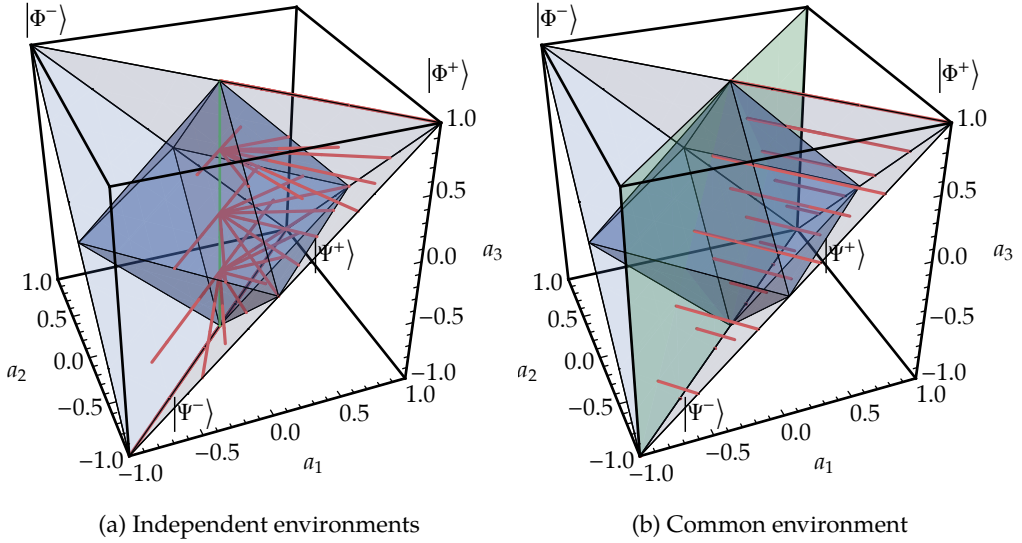 |Φ⁻⟩
|Φ⁺⟩
1.0
0.5
a₃
0.0
−0.5
−1.0
|Ψ⁺⟩
1.0
0.5
a₂
0.0
−0.5
−1.0
|Ψ⁻⟩
−1.0
−0.5
a₁
0.0
0.5
1.0
(a) Independent environments
|Φ⁻⟩
|Φ⁺⟩
1.0
0.5
a₃
0.0
−0.5
−1.0
|Ψ⁺⟩
1.0
0.5
a₂
0.0
−0.5
−1.0
|Ψ⁻⟩
−1.0
−0.5
a₁
0.0
0.5
1.0
(b) Common environment